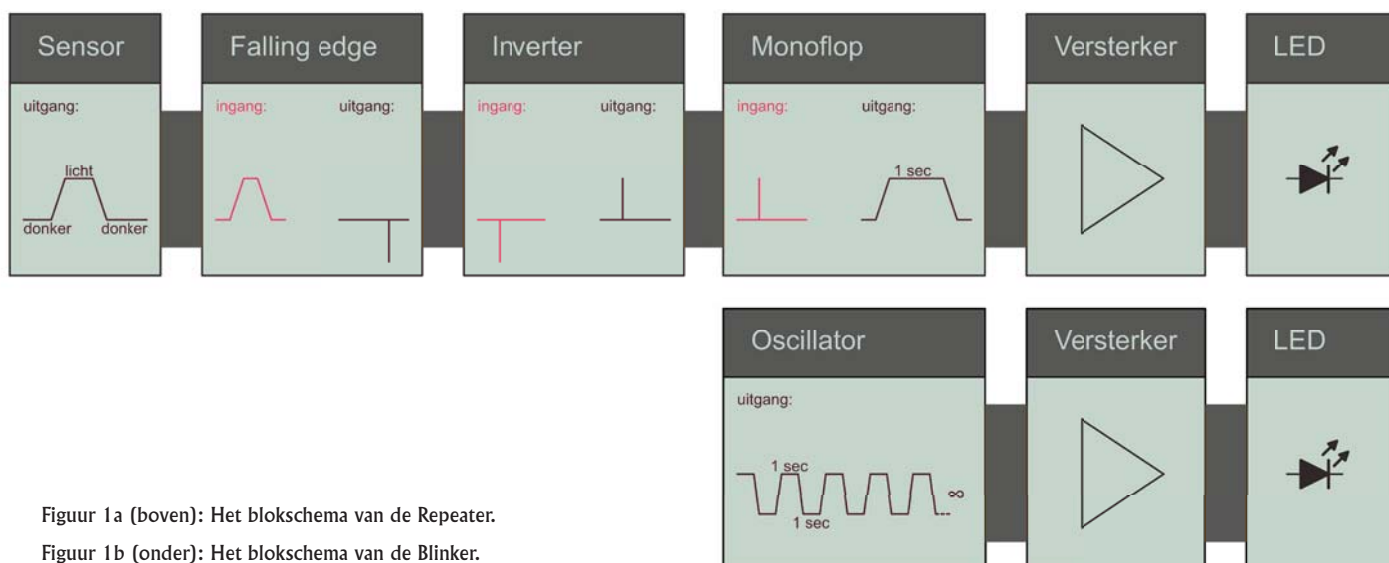 Sensor
Falling edge
Inverter
Monoflop
Versterker
LED
uitgang:
licht
donker donker
ingang: uitgang:
ingang: uitgang:
ingang: uitgang:
1 sec
Oscillator
Versterker
LED
uitgang:
1 sec
∞
1 sec
Figuur 1a (boven): Het blokschema van de Repeater.
Figuur 1b (onder): Het blokschema van de Blinker.